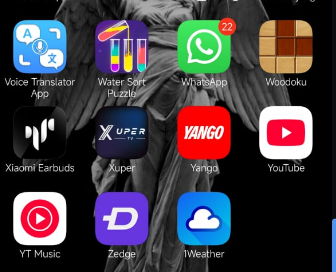 Voice Translator
App
Water Sort
Puzzle
WhatsApp
22
Woodoku
Xiaomi Earbuds
XUPER
TV
Xuper
YANGO
Yango
YouTube
YT Music
Zedge
1Weather